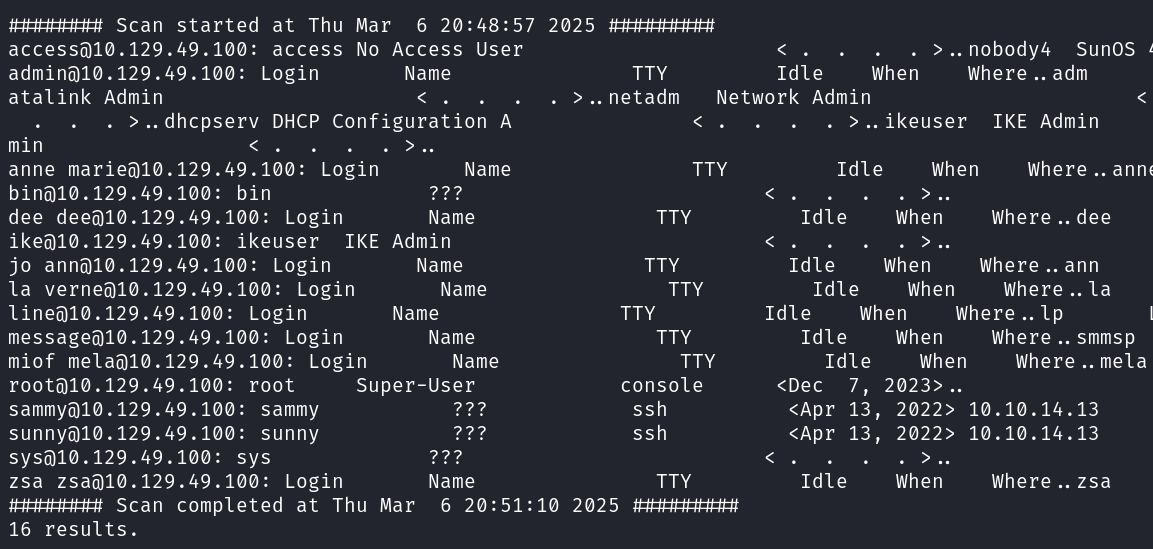 ######## Scan started at Thu Mar  6 20:48:57 2025 #########
access@10.129.49.100: access No Access User                     < .  .  .  . >..nobody4  SunOS 4
admin@10.129.49.100: Login       Name               TTY         Idle    When    Where..adm
atalink Admin                     < .  .  .  . >..netadm   Network Admin                      <
  .  .  . >..dhcpserv DHCP Configuration A               < .  .  .  . >..ikeuser  IKE Admin
min                 < .  .  .  . >..
anne marie@10.129.49.100: Login       Name               TTY         Idle    When    Where..anne
bin@10.129.49.100: bin             ???                         < .  .  .  . >..
dee dee@10.129.49.100: Login       Name               TTY         Idle    When    Where..dee
ike@10.129.49.100: ikeuser  IKE Admin                          < .  .  .  . >..
jo ann@10.129.49.100: Login       Name               TTY         Idle    When    Where..ann
la verne@10.129.49.100: Login       Name               TTY         Idle    When    Where..la
line@10.129.49.100: Login       Name               TTY         Idle    When    Where..lp
message@10.129.49.100: Login       Name               TTY         Idle    When    Where..smmsp
miof mela@10.129.49.100: Login       Name               TTY         Idle    When    Where..mela
root@10.129.49.100: root     Super-User            console      <Dec  7, 2023>..
sammy@10.129.49.100: sammy           ???            ssh          <Apr 13, 2022> 10.10.14.13
sunny@10.129.49.100: sunny           ???            ssh          <Apr 13, 2022> 10.10.14.13
sys@10.129.49.100: sys             ???                         < .  .  .  . >..
zsa zsa@10.129.49.100: Login       Name               TTY         Idle    When    Where..zsa
######## Scan completed at Thu Mar  6 20:51:10 2025 #########
16 results.